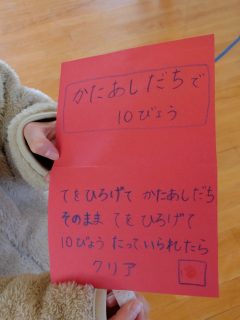 かたあしだちで
10びょう
てをひろげて かたあしだち
そのまま てをひろげて
10びょう たっていられたら
クリア